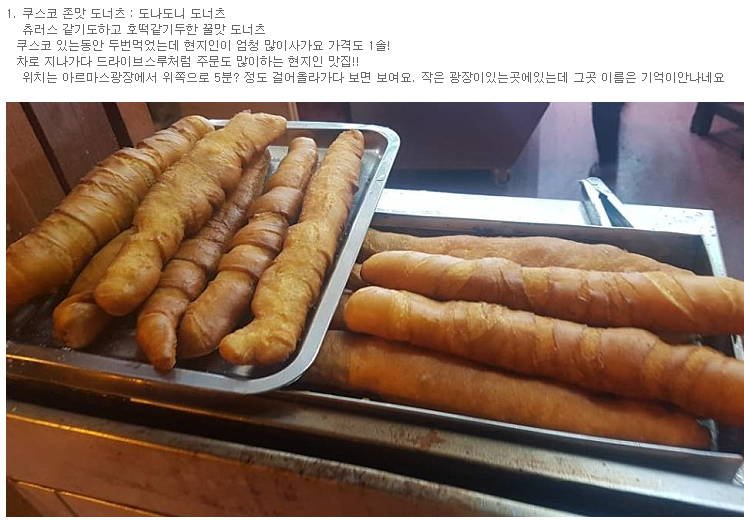 1. 쿠스코 존맛 도너츠 : 도나도니 도너츠
츄러스 같기도하고 호떡같기두한 꿀맛 도너츠
쿠스코 있는동안 두번먹었는데 현지인이 엄청 많이사가요 가격도 1솔!
차로 지나가다 드라이브스루처럼 주문도 많이하는 현지인 맛집!!
위치는 아르마스광장에서 위쪽으로 5분? 정도 걸어올라가다 보면 보여요. 작은 광장이있는곳에있는데 그곳 이름은 기억이안나네요